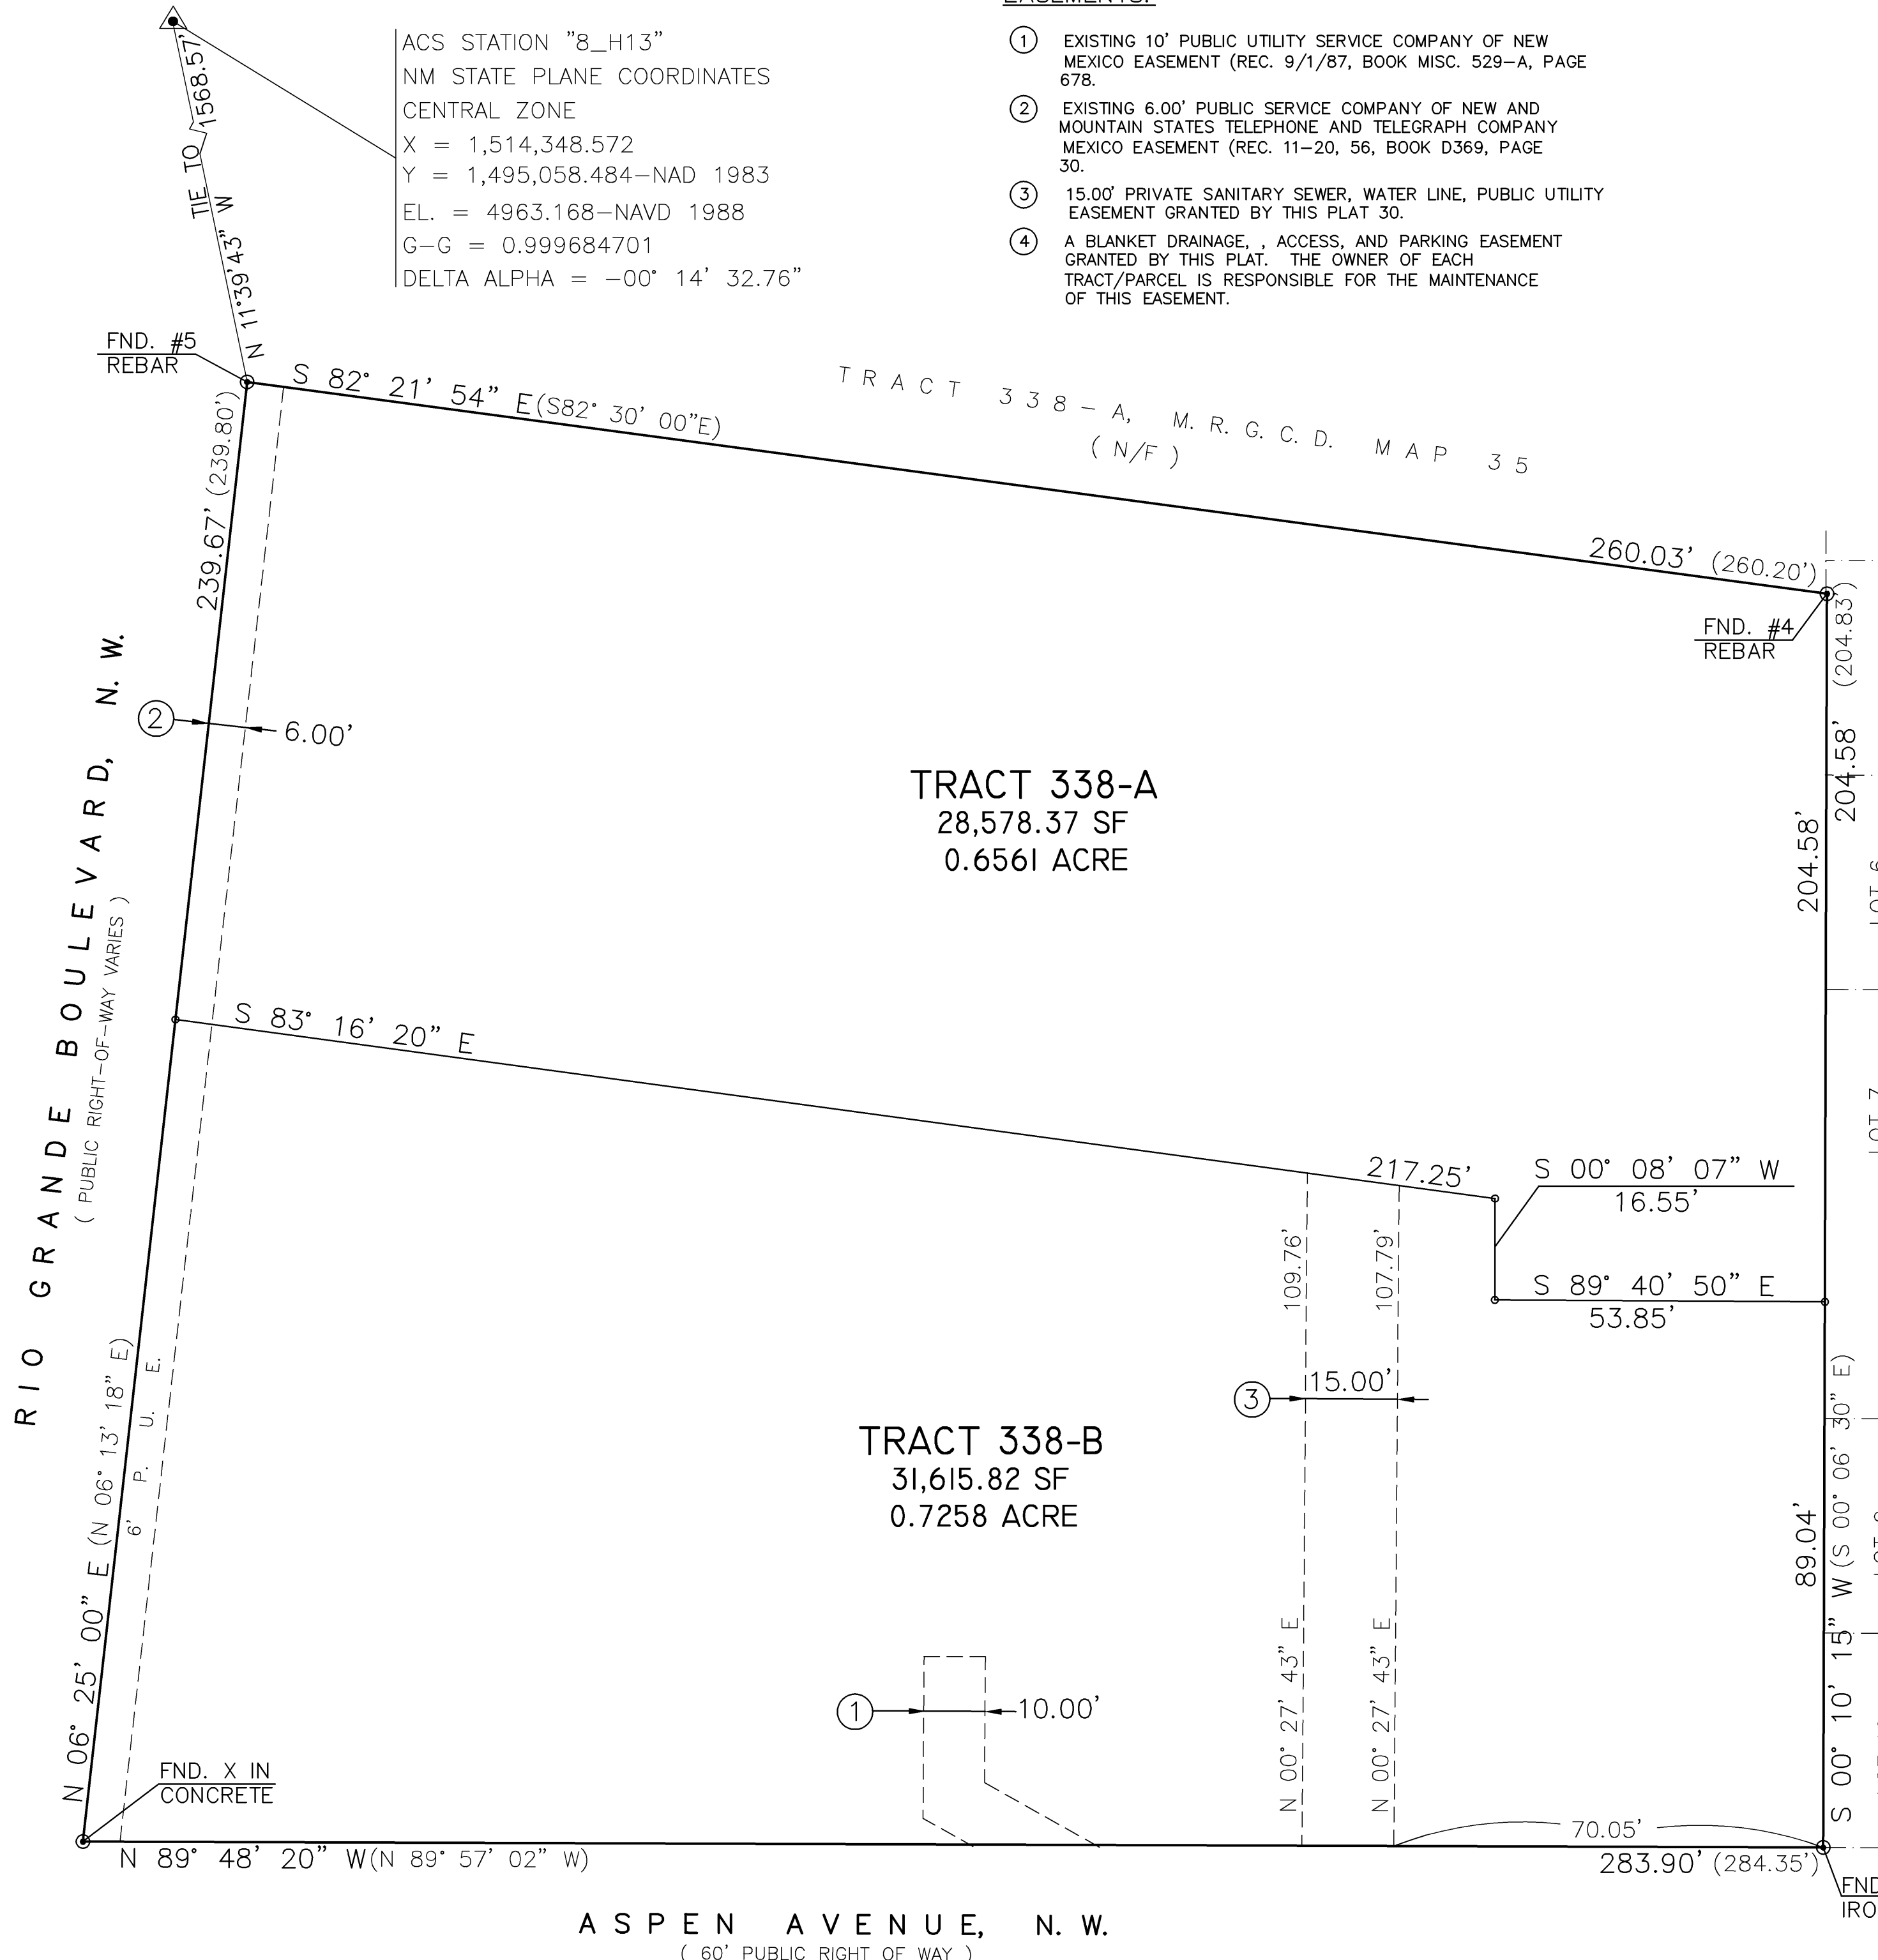 EASEMENTS:
1 EXISTING 10' PUBLIC UTILITY SERVICE COMPANY OF NEW
MEXICO EASEMENT (REC. 9/1/87, BOOK MISC. 529-A, PAGE
678.
2 EXISTING 6.00' PUBLIC SERVICE COMPANY OF NEW AND
MOUNTAIN STATES TELEPHONE AND TELEGRAPH COMPANY
MEXICO EASEMENT (REC. 11-20, 56, BOOK D369, PAGE
30.
3 15.00' PRIVATE SANITARY SEWER, WATER LINE, PUBLIC UTILITY
EASEMENT GRANTED BY THIS PLAT 30.
4 A BLANKET DRAINAGE, , ACCESS, AND PARKING EASEMENT
GRANTED BY THIS PLAT. THE OWNER OF EACH
TRACT/PARCEL IS RESPONSIBLE FOR THE MAINTENANCE
OF THIS EASEMENT.
ACS STATION "8_H13"
NM STATE PLANE COORDINATES
CENTRAL ZONE
X = 1,514,348.572
Y = 1,495,058.484-NAD 1983
EL. = 4963.168-NAVD 1988
G-G = 0.999684701
DELTA ALPHA = -00° 14' 32.76"
TIE TO 1568.57'
N 11°39'43" W
FND. #5
REBAR
S 82° 21' 54" E (S82° 30' 00"E)
TRACT 338-A, M.R.G.C.D. MAP 35
( N/F )
260.03' (260.20')
FND. #4
REBAR
239.67' (239.80')
(204.83')
204.58'
204.58'
2
6.00'
TRACT 338-A
28,578.37 SF
0.6561 ACRE
LOT 6
RIO GRANDE BOULEVARD, N. W.
( PUBLIC RIGHT-OF-WAY VARIES )
S 83° 16' 20" E
217.25'
LOT 7
S 00° 08' 07" W
16.55'
S 89° 40' 50" E
53.85'
109.76'
107.79'
3
15.00'
TRACT 338-B
31,615.82 SF
0.7258 ACRE
N 06° 25' 00" E (N 06° 13' 18" E)
6' P. U. E.
89.04'
S 00° 10' 15" W (S 00° 06' 30" E)
N 00° 27' 43" E
N 00° 27' 43" E
1
10.00'
FND. X IN
CONCRETE
70.05'
N 89° 48' 20" W (N 89° 57' 02" W)
283.90' (284.35')
FND
IRO
ASPEN AVENUE, N. W.
( 60' PUBLIC RIGHT OF WAY )